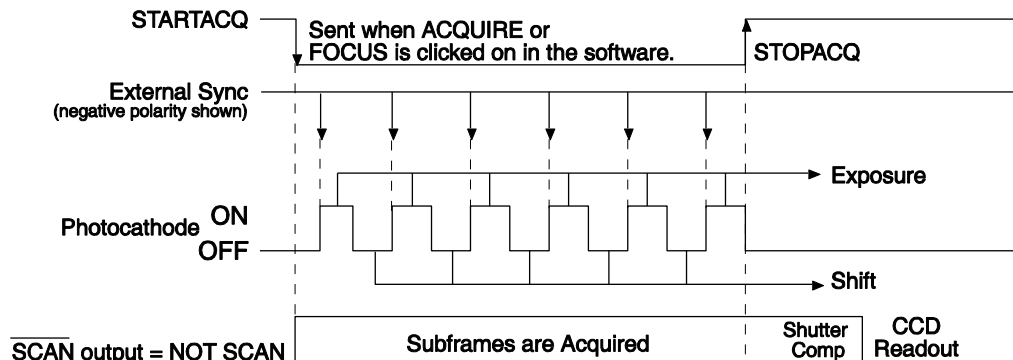 STARTACQ
Sent when ACQUIRE or
FOCUS is clicked on in the software.
STOPACQ
External Sync
(negative polarity shown)
Exposure
Photocathode ON
OFF
Shift
SCAN output = NOT SCAN
Subframes are Acquired
Shutter
Comp
CCD
Readout